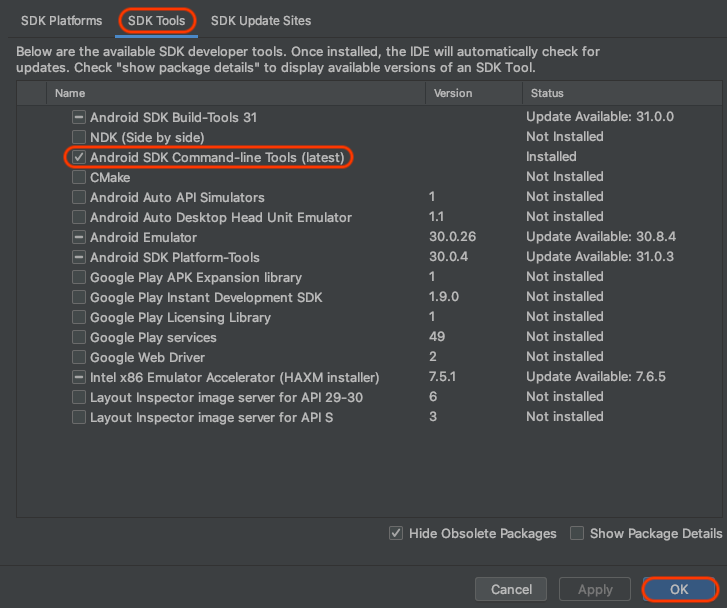 SDK Platforms SDK Tools SDK Update Sites
Below are the available SDK developer tools. Once installed, the IDE will automatically check for
updates. Check "show package details" to display available versions of an SDK Tool.
Name Version Status
Android SDK Build-Tools 31 Update Available: 31.0.0
NDK (Side by side) Not Installed
Android SDK Command-line Tools (latest) Installed
CMake Not Installed
Android Auto API Simulators 1 Not installed
Android Auto Desktop Head Unit Emulator 1.1 Not installed
Android Emulator 30.0.26 Update Available: 30.8.4
Android SDK Platform-Tools 30.0.4 Update Available: 31.0.3
Google Play APK Expansion library 1 Not installed
Google Play Instant Development SDK 1.9.0 Not installed
Google Play Licensing Library 1 Not installed
Google Play services 49 Not installed
Google Web Driver 2 Not installed
Intel x86 Emulator Accelerator (HAXM installer) 7.5.1 Update Available: 7.6.5
Layout Inspector image server for API 29-30 6 Not installed
Layout Inspector image server for API S 3 Not installed
Hide Obsolete Packages Show Package Details
Cancel Apply OK